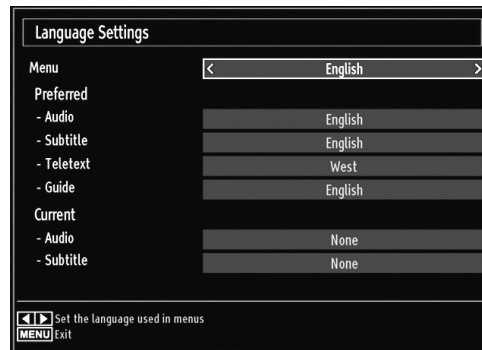 Language Settings
Menu < English >
Preferred
- Audio English
- Subtitle English
- Teletext West
- Guide English
Current
- Audio None
- Subtitle None
Set the language used in menus
MENU Exit